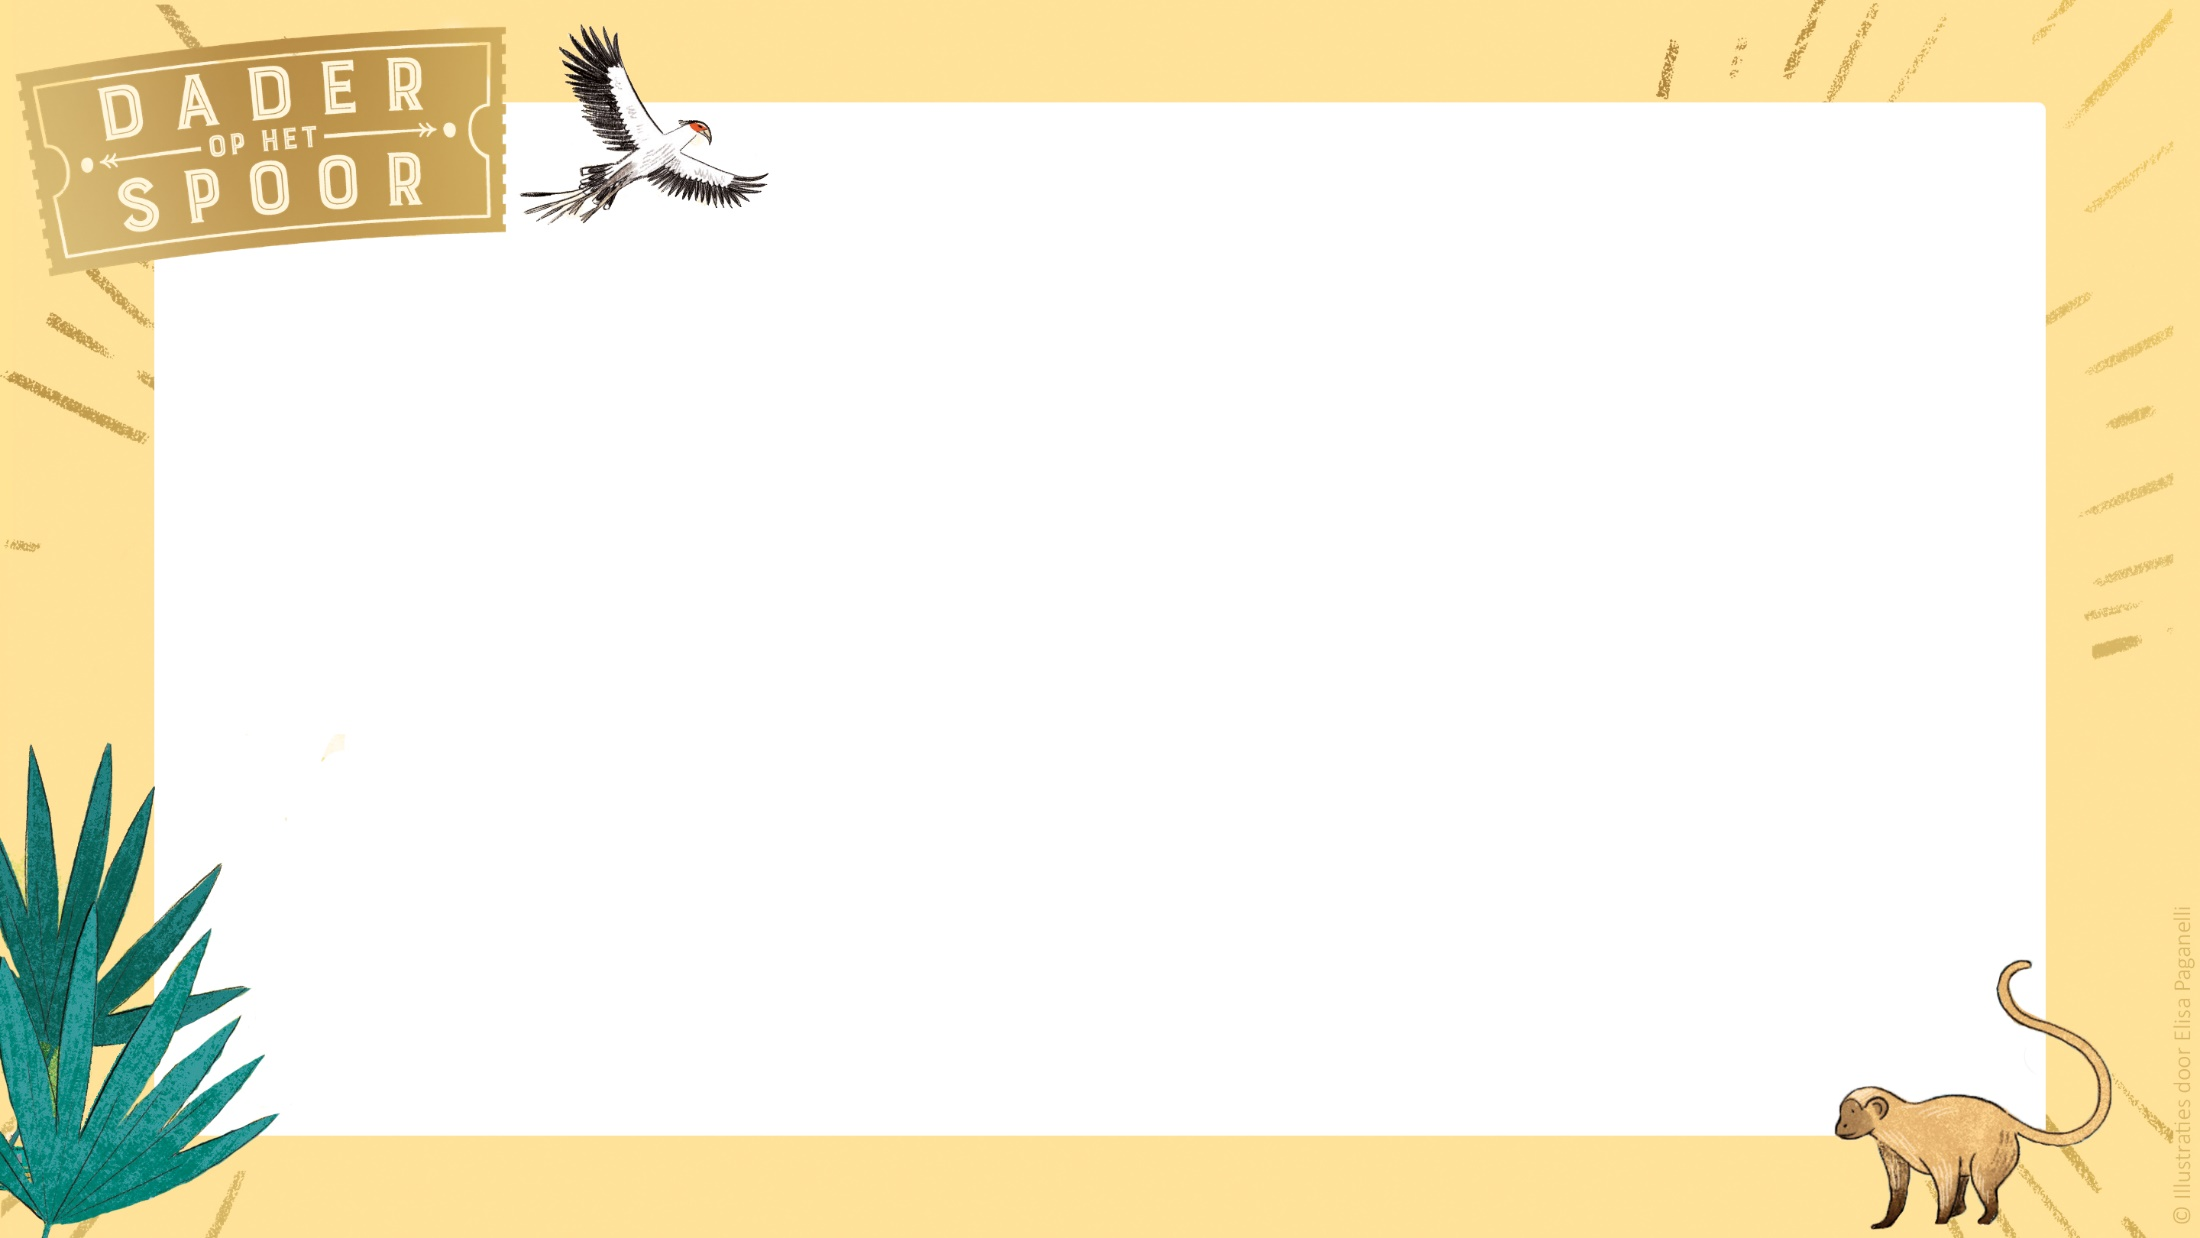 DADER
OP HET
SPOOR
© Illustraties door Elisa Paganelli